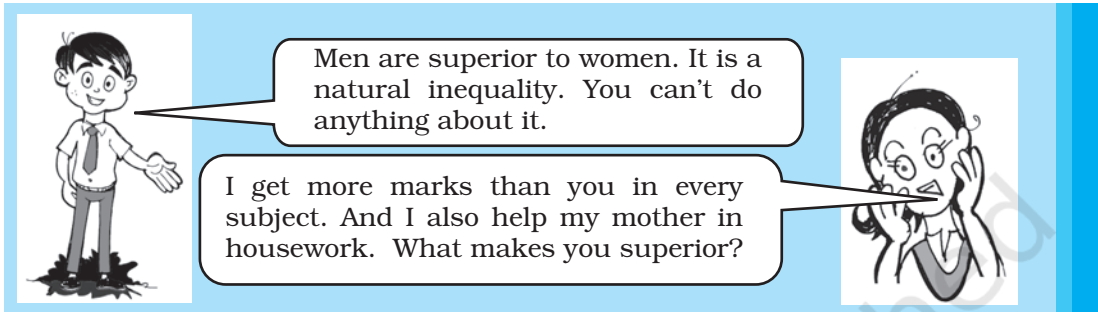 Men are superior to women. It is a
natural inequality. You can't do
anything about it.
I get more marks than you in every
subject. And I also help my mother in
housework. What makes you superior?